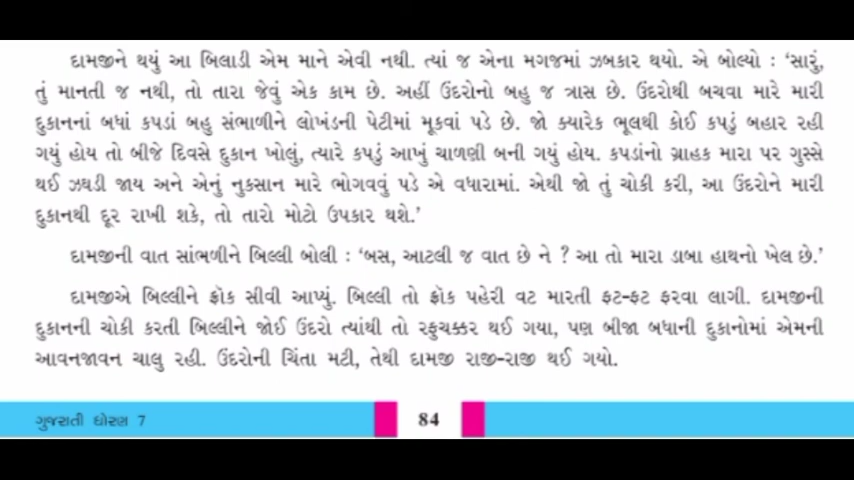 દામજીને થયું આ બિલાડી એમ માને એવી નથી. ત્યાં જ એના મગજમાં ઝબકાર થયો. એ બોલ્યો : ‘સારું,
તું માનતી જ નથી, તો તારા જેવું એક કામ છે. અહીં ઉંદરોનો બહુ જ ત્રાસ છે. ઉંદરોથી બચવા મારે મારી
દુકાનનાં બધાં કપડાં બહુ સંભાળીને લોખંડની પેટીમાં મૂકવાં પડે છે. જો ક્યારેક ભૂલથી કોઈ કપડું બહાર રહી
ગયું હોય તો બીજે દિવસે દુકાન ખોલું, ત્યારે કપડું આખું ચાળણી બની ગયું હોય. કપડાંનો ગ્રાહક મારા પર ગુસ્સે
થઈ ઝઘડી જાય અને એનું નુકસાન મારે ભોગવવું પડે એ વધારામાં. એથી જો તું ચોકી કરી, આ ઉંદરોને મારી
દુકાનથી દૂર રાખી શકે, તો તારો મોટો ઉપકાર થશે.’
દામજીની વાત સાંભળીને બિલ્લી બોલી : ‘બસ, આટલી જ વાત છે ને ? આ તો મારા ડાબા હાથનો ખેલ છે.’
દામજીએ બિલ્લીને ફ્રૉક સીવી આપ્યું. બિલ્લી તો ફ્રૉક પહેરી વટ મારતી ફટ-ફટ ફરવા લાગી. દામજીની
દુકાનની ચોકી કરતી બિલ્લીને જોઈ ઉંદરો ત્યાંથી તો રફુચક્કર થઈ ગયા, પણ બીજા બધાની દુકાનોમાં એમની
આવનજાવન ચાલુ રહી. ઉંદરોની ચિંતા મટી, તેથી દામજી રાજી-રાજી થઈ ગયો.
ગુજરાતી ધોરણ 7
84